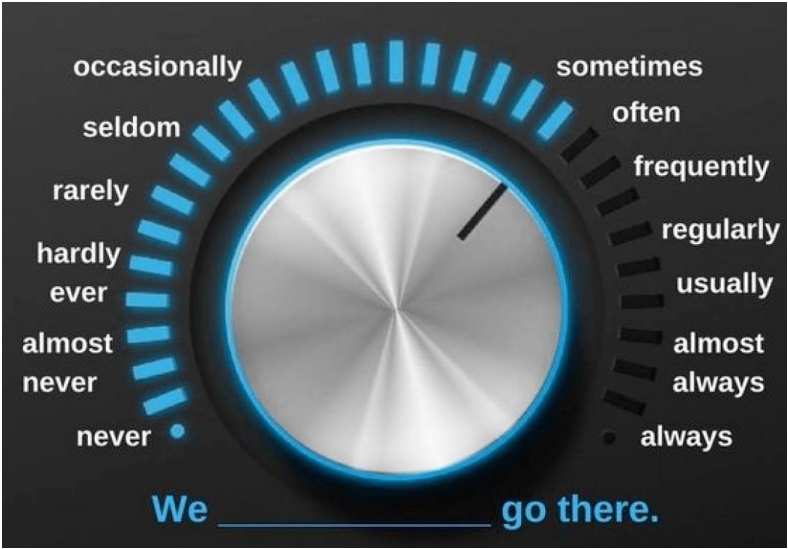 occasionally
seldom
rarely
hardly
ever
almost
never
never
sometimes
often
frequently
regularly
usually
almost
always
always
We ________________ go there.